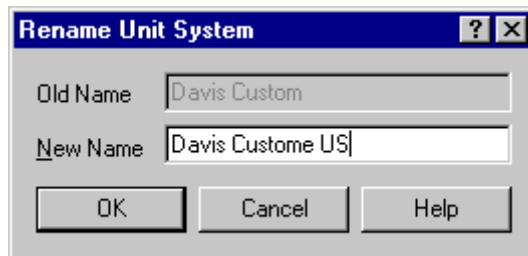 Rename Unit System
Old Name Davis Custom
New Name Davis Custome US
OK Cancel Help